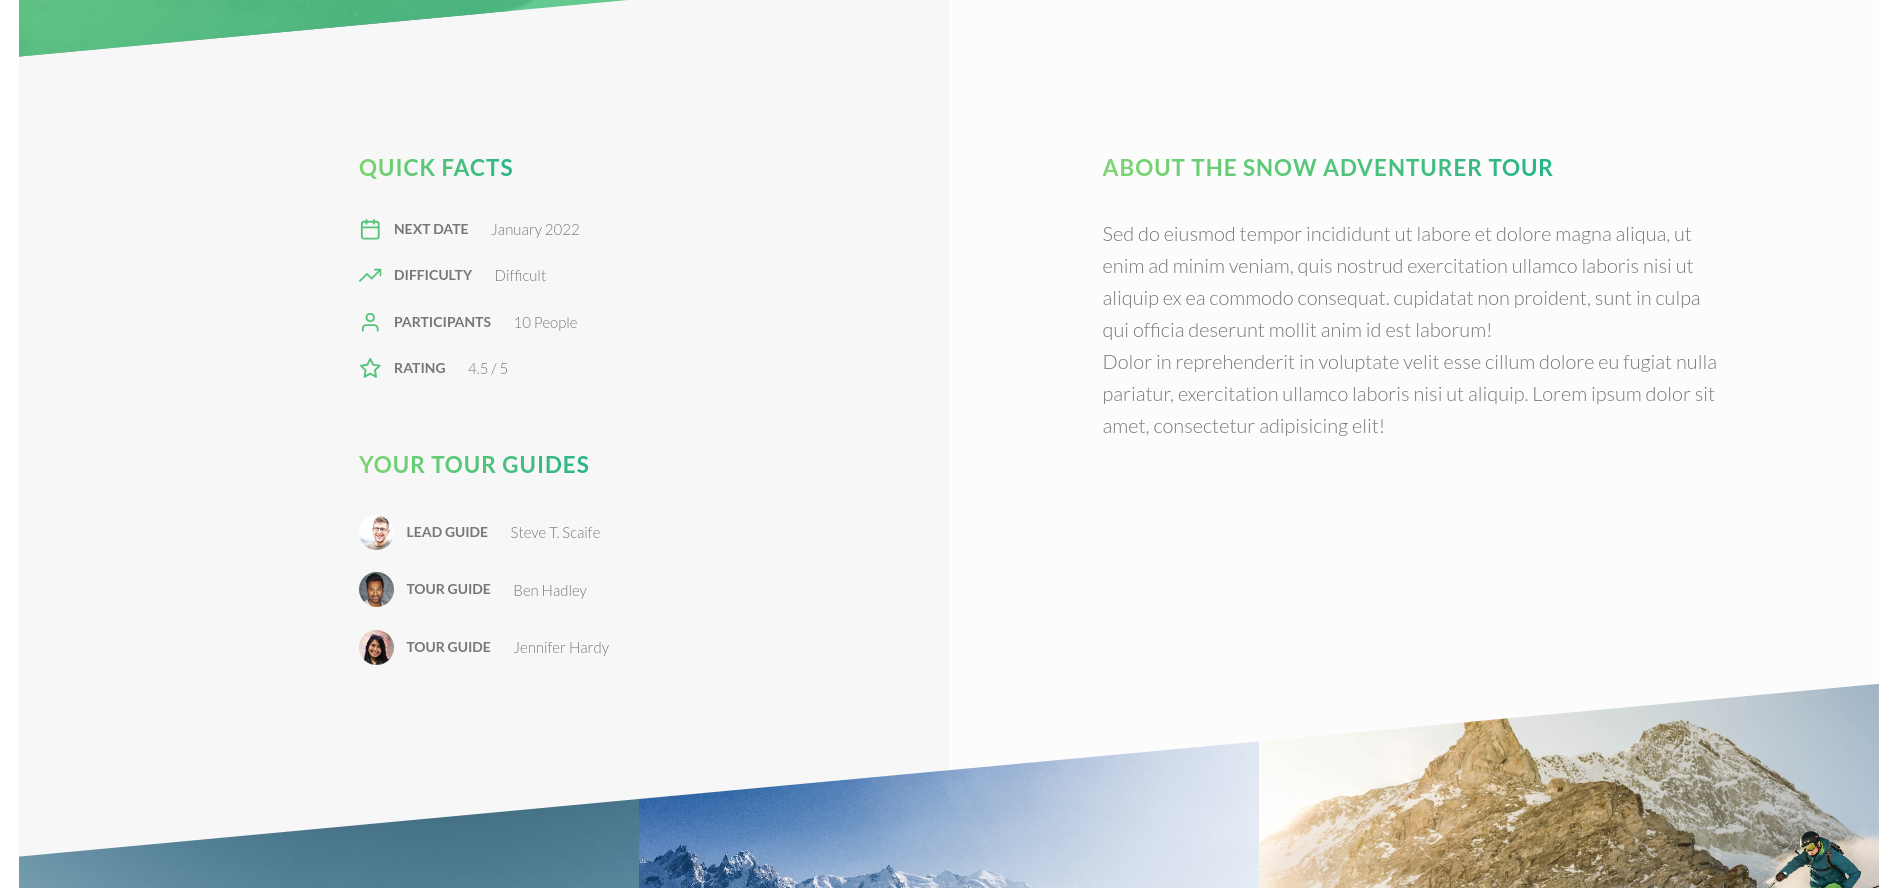 QUICK FACTS
NEXT DATE January 2022
DIFFICULTY Difficult
PARTICIPANTS 10 People
RATING 4.5 / 5
YOUR TOUR GUIDES
LEAD GUIDE Steve T. Scaife
TOUR GUIDE Ben Hadley
TOUR GUIDE Jennifer Hardy
ABOUT THE SNOW ADVENTURER TOUR
Sed do eiusmod tempor incididunt ut labore et dolore magna aliqua, ut
enim ad minim veniam, quis nostrud exercitation ullamco laboris nisi ut
aliquip ex ea commodo consequat. cupidatat non proident, sunt in culpa
qui officia deserunt mollit anim id est laborum!
Dolor in reprehenderit in voluptate velit esse cillum dolore eu fugiat nulla
pariatur, exercitation ullamco laboris nisi ut aliquip. Lorem ipsum dolor sit
amet, consectetur adipisicing elit!